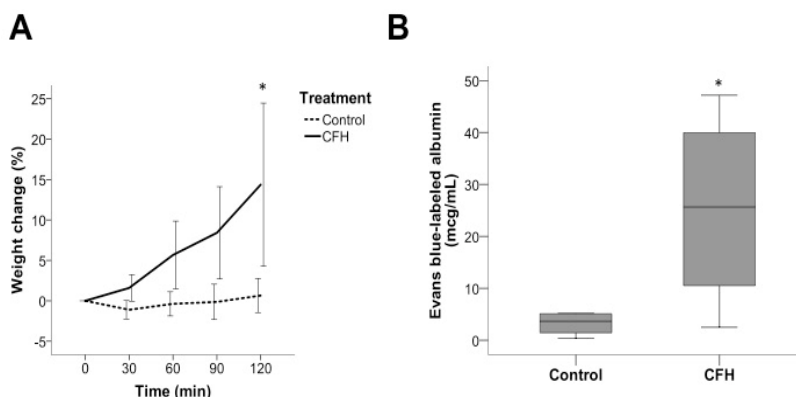 A
Weight change (%)
25
20
15
10
5
0
-5
0 30 60 90 120
Time (min)
*
Treatment
Control
CFH
B
Evans blue-labeled albumin
(mcg/mL)
50
40
30
20
10
0
*
Control CFH